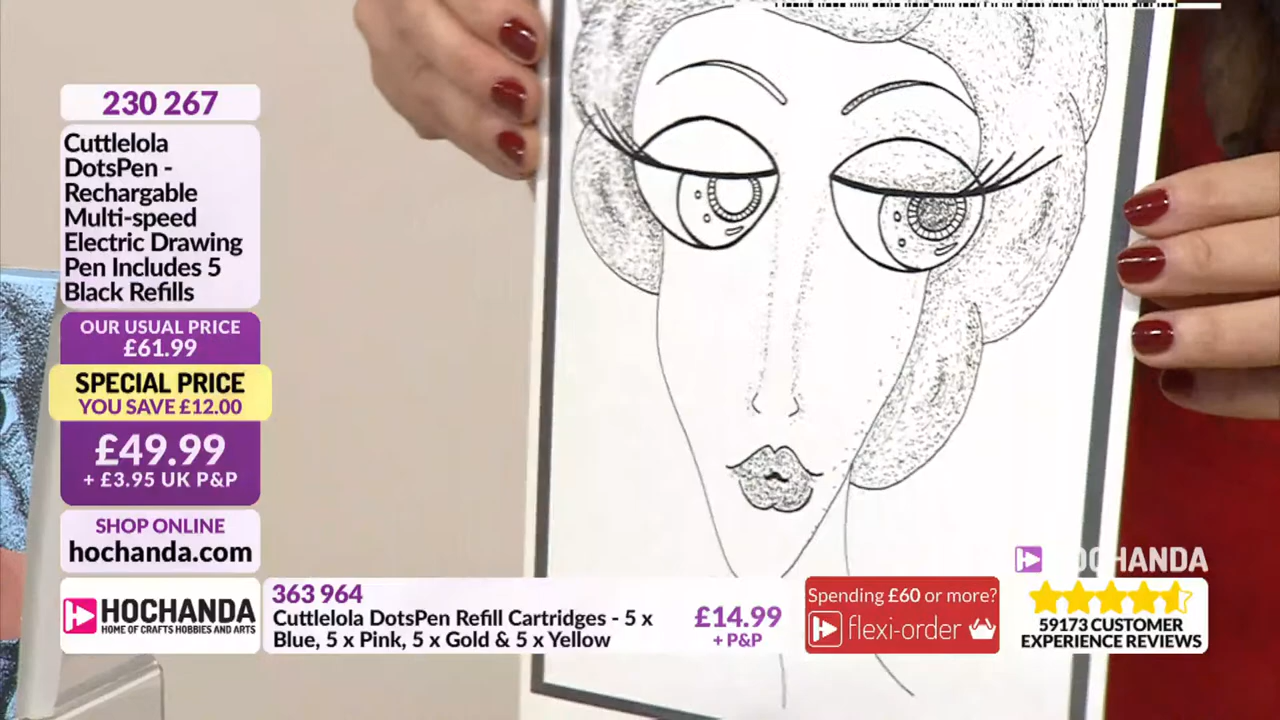 230 267
Cuttlelola
DotsPen -
Rechargable
Multi-speed
Electric Drawing
Pen Includes 5
Black Refills
OUR USUAL PRICE
£61.99
SPECIAL PRICE
YOU SAVE £12.00
£49.99
+ £3.95 UK P&P
SHOP ONLINE
hochanda.com
HOCHANDA
HOME OF CRAFTS HOBBIES AND ARTS
363 964
Cuttlelola DotsPen Refill Cartridges - 5 x
Blue, 5 x Pink, 5 x Gold & 5 x Yellow
£14.99
+ P&P
Spending £60 or more?
flexi-order
HOCHANDA
59173 CUSTOMER
EXPERIENCE REVIEWS